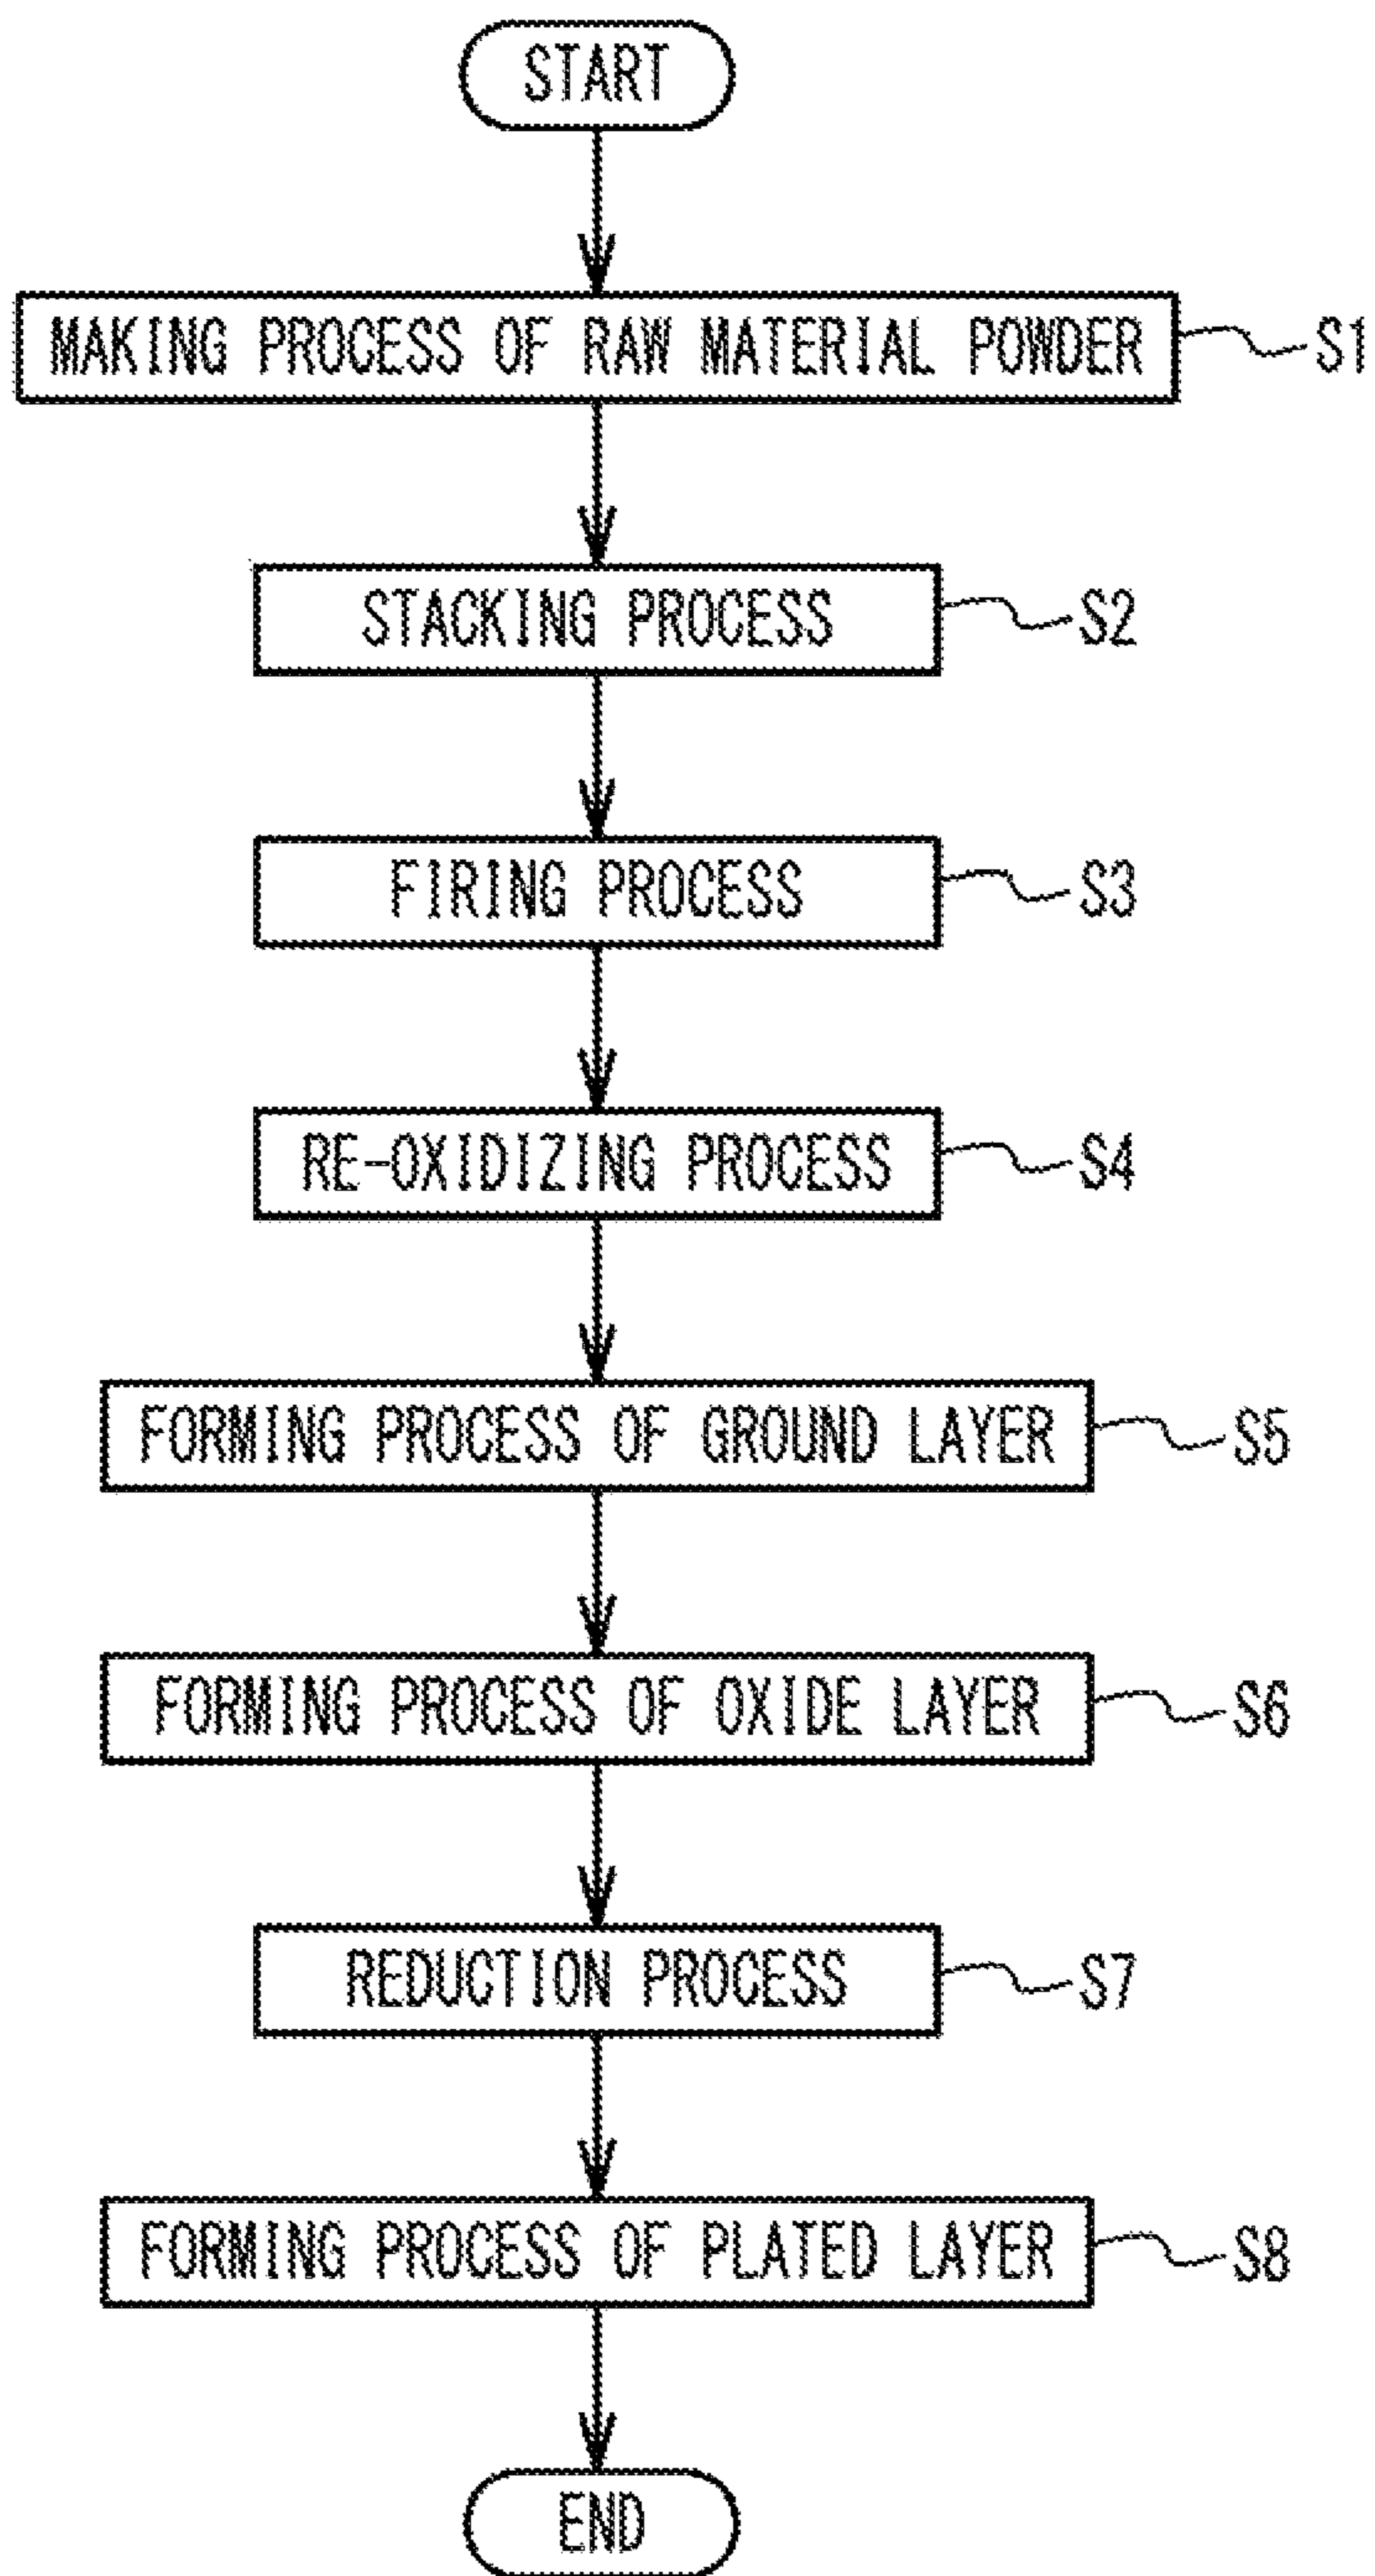 START
MAKING PROCESS OF RAW MATERIAL POWDER S1
STACKING PROCESS S2
FIRING PROCESS S3
RE-OXIDIZING PROCESS S4
FORMING PROCESS OF GROUND LAYER S5
FORMING PROCESS OF OXIDE LAYER S6
REDUCTION PROCESS S7
FORMING PROCESS OF PLATED LAYER S8
END